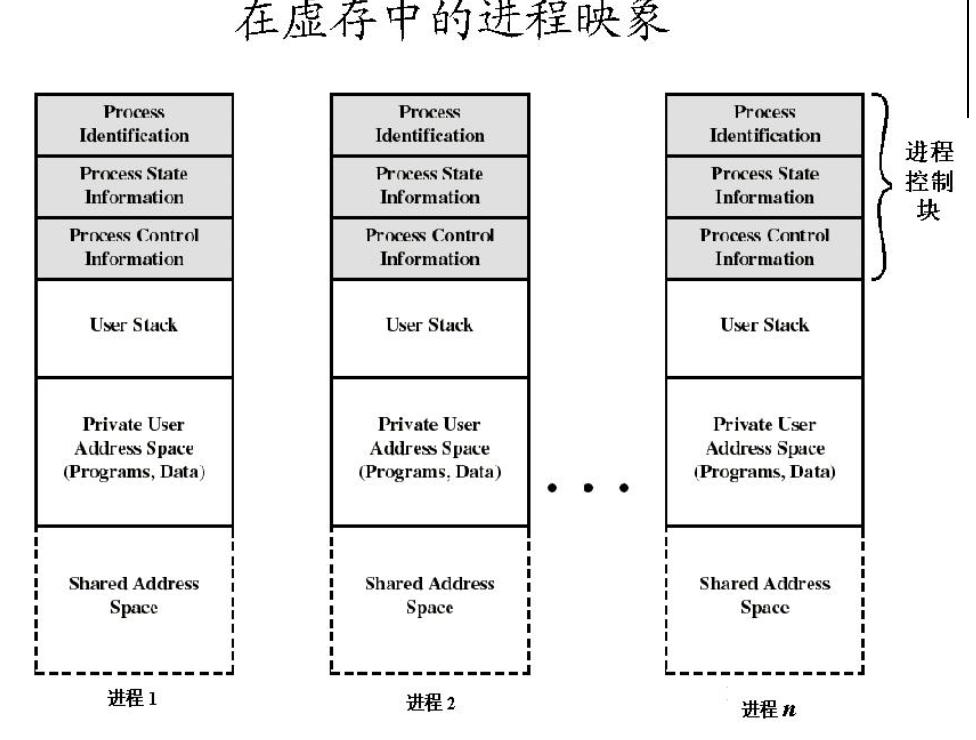 在虚存中的进程映象
Process
Identification
Process State
Information
Process Control
Information
User Stack
Private User
Address Space
(Programs, Data)
Shared Address
Space
进程 1
Process
Identification
Process State
Information
Process Control
Information
User Stack
Private User
Address Space
(Programs, Data)
Shared Address
Space
进程 2
• • •
Process
Identification
Process State
Information
Process Control
Information
User Stack
Private User
Address Space
(Programs, Data)
Shared Address
Space
进程 n
进程
控制
块